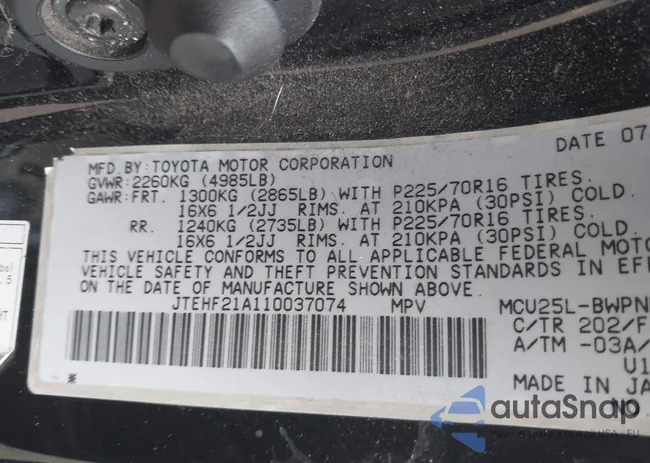 DATE 07
MFD.BY:TOYOTA MOTOR CORPORATION
GVWR:2260KG (4985LB)
GAWR:FRT. 1300KG (2865LB) WITH P225/70R16 TIRES.
16X6 1/2JJ RIMS. AT 210KPA (30PSI) COLD.
RR. 1240KG (2735LB) WITH P225/70R16 TIRES.
16X6 1/2JJ RIMS. AT 210KPA (30PSI) COLD.
THIS VEHICLE CONFORMS TO ALL APPLICABLE FEDERAL MOTO
VEHICLE SAFETY AND THEFT PREVENTION STANDARDS IN EFF
ON THE DATE OF MANUFACTURE SHOWN ABOVE.
JTEHF21A110037074 MPV MCU25L-BWPN
C/TR 202/F
A/TM -03A/
U1
MADE IN JA
*
autoSnap